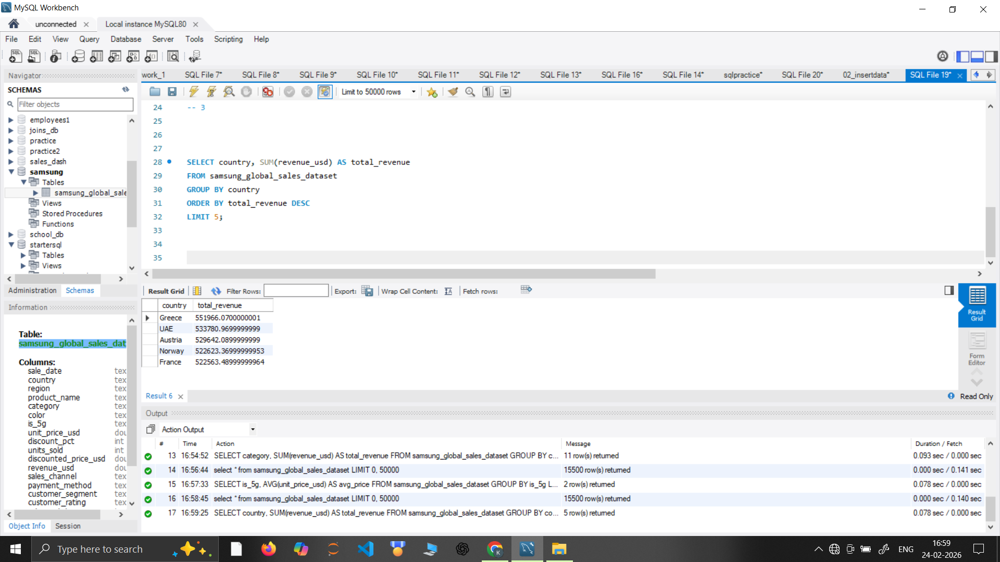 MySQL Workbench
unconnected
Local instance MySQL80
File Edit View Query Database Server Tools Scripting Help
Navigator
SCHEMAS
Filter objects
employees1
joins_db
practice
practice2
sales_dash
samsung
Tables
samsung_global_sale
Views
Stored Procedures
Functions
school_db
startersql
Tables
Views
Administration Schemas
Information
Table:
samsung_global_sales_dat
Columns:
sale_date tex
country tex
region tex
product_name tex
category tex
color tex
is_5g tex
unit_price_usd dou
discount_pct int
units_sold int
discounted_price_usd dou
revenue_usd dou
sales_channel tex
payment_method tex
customer_segment tex
customer_rating tex
Object Info Session
work_1 SQL File 7* SQL File 8* SQL File 9* SQL File 10* SQL File 11* SQL File 12* SQL File 13* SQL File 16* SQL File 14* sqlpractice* SQL File 20* 02_insertdata* SQL File 19*
Limit to 50000 rows
24 -- 3
25
26
27
28 SELECT country, SUM(revenue_usd) AS total_revenue
29 FROM samsung_global_sales_dataset
30 GROUP BY country
31 ORDER BY total_revenue DESC
32 LIMIT 5;
33
34
35
Result Grid Filter Rows: Export: Wrap Cell Content: Fetch rows:
country total_revenue
Greece 551966.0700000001
UAE 533780.9699999999
Austria 529642.0899999999
Norway 522623.36999999953
France 522563.48999999964
Result Grid
Form Editor
Result 6
Read Only
Output
Action Output
# Time Action Message Duration / Fetch
13 16:54:52 SELECT category, SUM(revenue_usd) AS total_revenue FROM samsung_global_sales_dataset GROUP BY c... 11 row(s) returned 0.093 sec / 0.000 sec
14 16:56:44 select * from samsung_global_sales_dataset LIMIT 0, 50000 15500 row(s) returned 0.000 sec / 0.141 sec
15 16:57:33 SELECT is_5g, AVG(unit_price_usd) AS avg_price FROM samsung_global_sales_dataset GROUP BY is_5g L... 2 row(s) returned 0.078 sec / 0.000 sec
16 16:58:45 select * from samsung_global_sales_dataset LIMIT 0, 50000 15500 row(s) returned 0.000 sec / 0.140 sec
17 16:59:25 SELECT country, SUM(revenue_usd) AS total_revenue FROM samsung_global_sales_dataset GROUP BY co... 5 row(s) returned 0.078 sec / 0.000 sec
Type here to search
ENG
16:59
24-02-2026